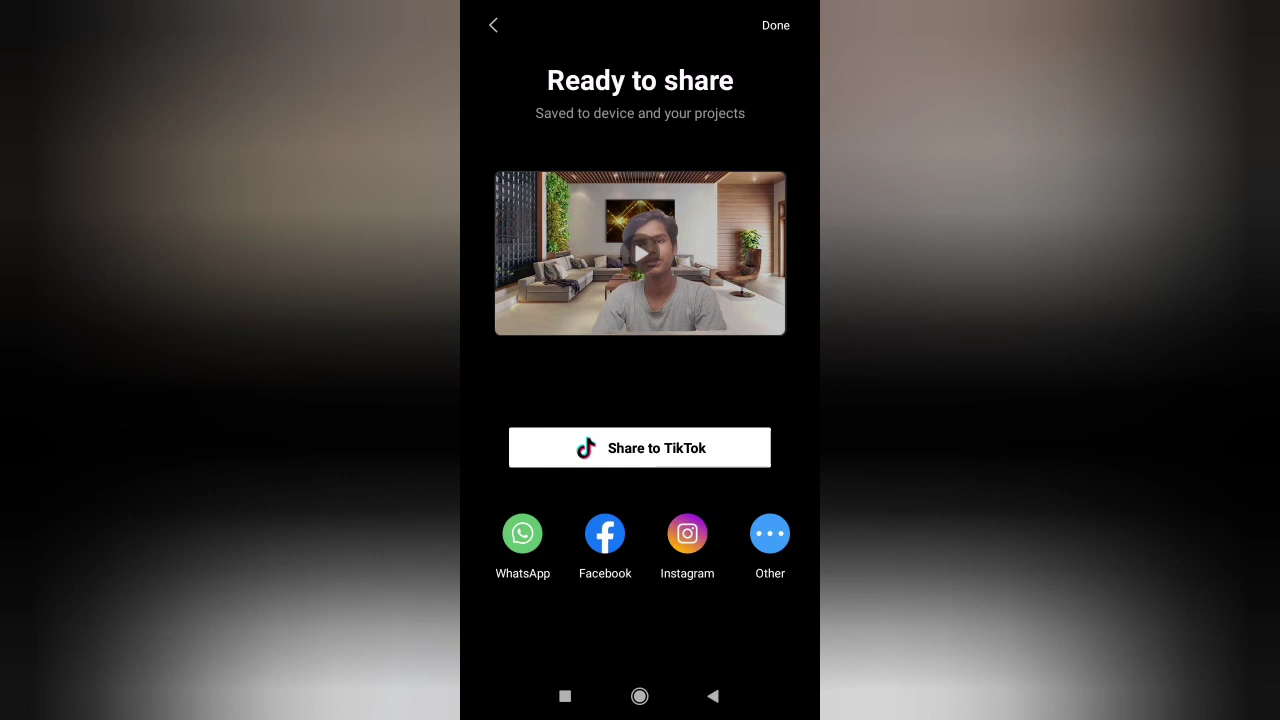 Done
Ready to share
Saved to device and your projects
Share to TikTok
WhatsApp
Facebook
Instagram
Other